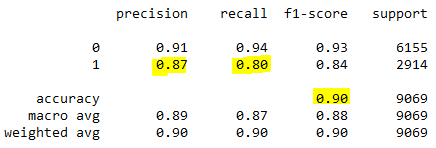 precision recall f1-score support
0 0.91 0.94 0.93 6155
1 0.87 0.80 0.84 2914
accuracy 0.90 9069
macro avg 0.89 0.87 0.88 9069
weighted avg 0.90 0.90 0.90 9069